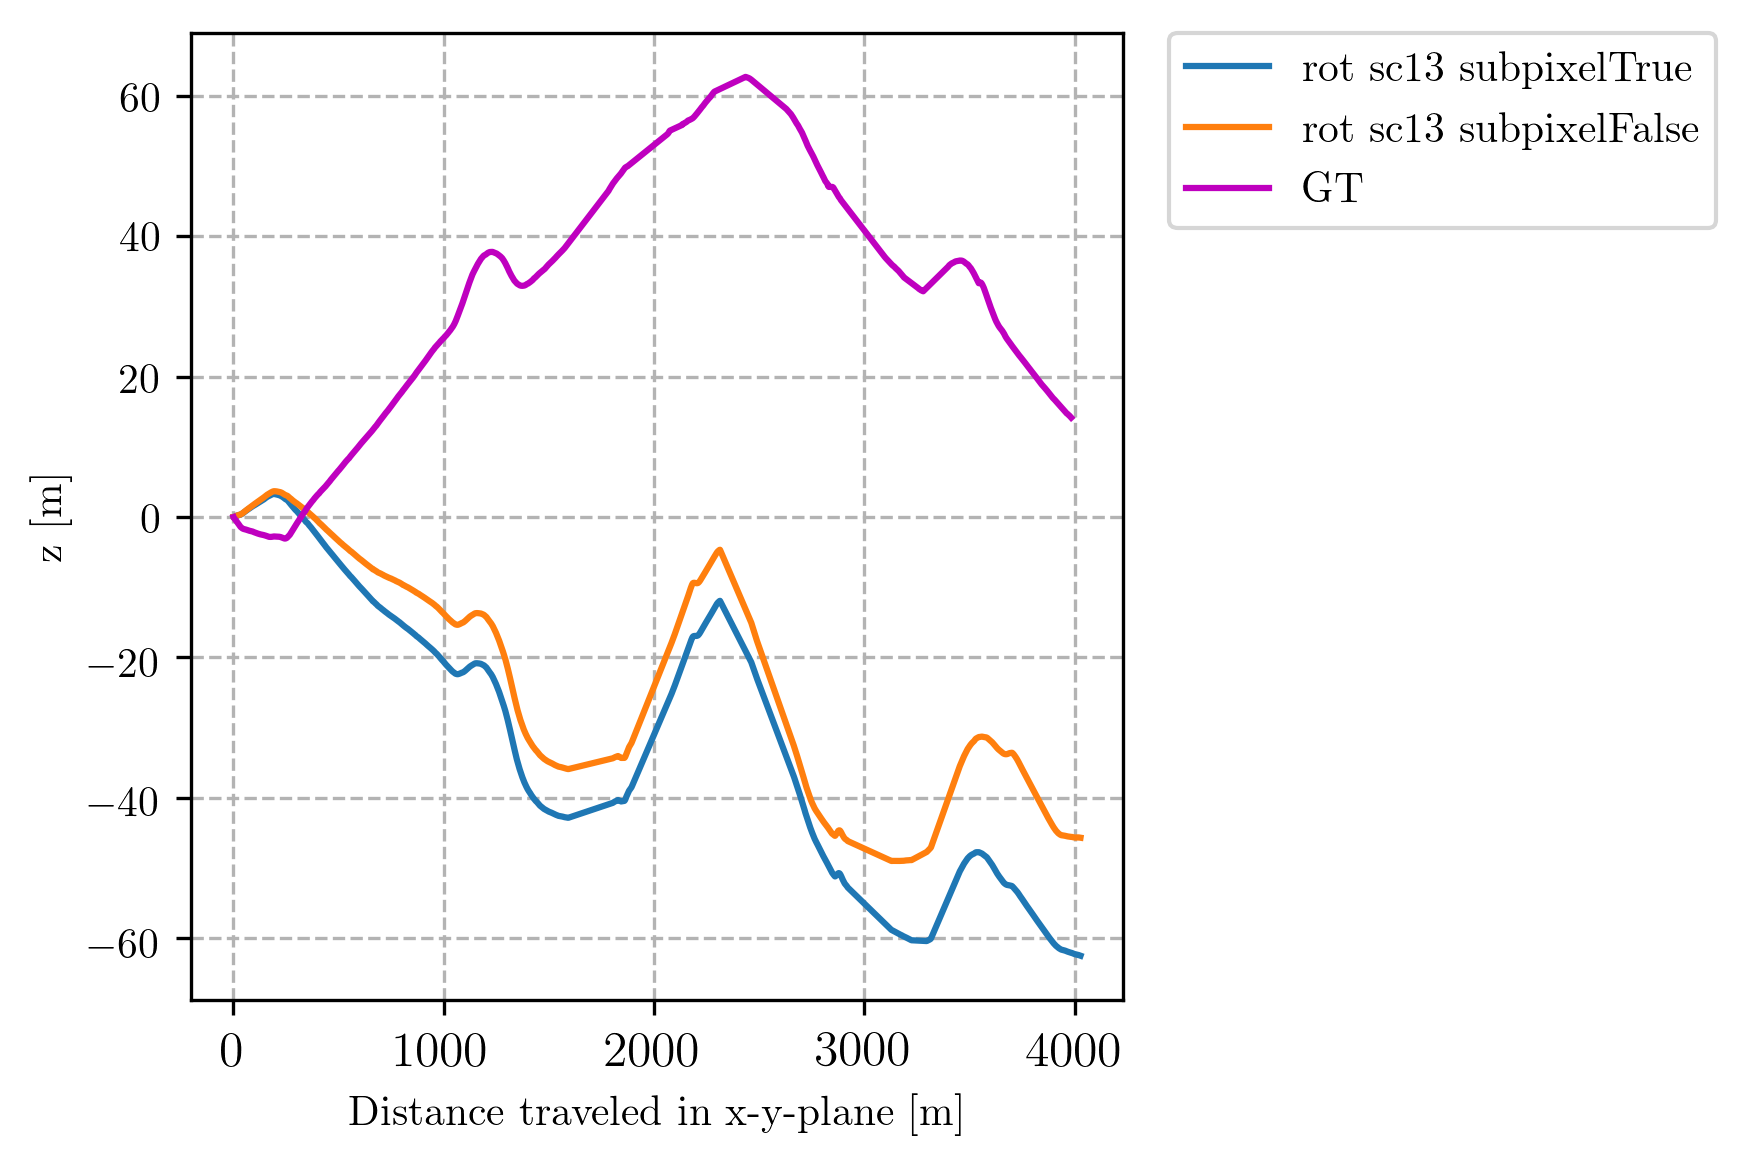 rot sc13 subpixelTrue
rot sc13 subpixelFalse
GT
60
40
20
0
−20
−40
−60
z [m]
0 1000 2000 3000 4000
Distance traveled in x-y-plane [m]